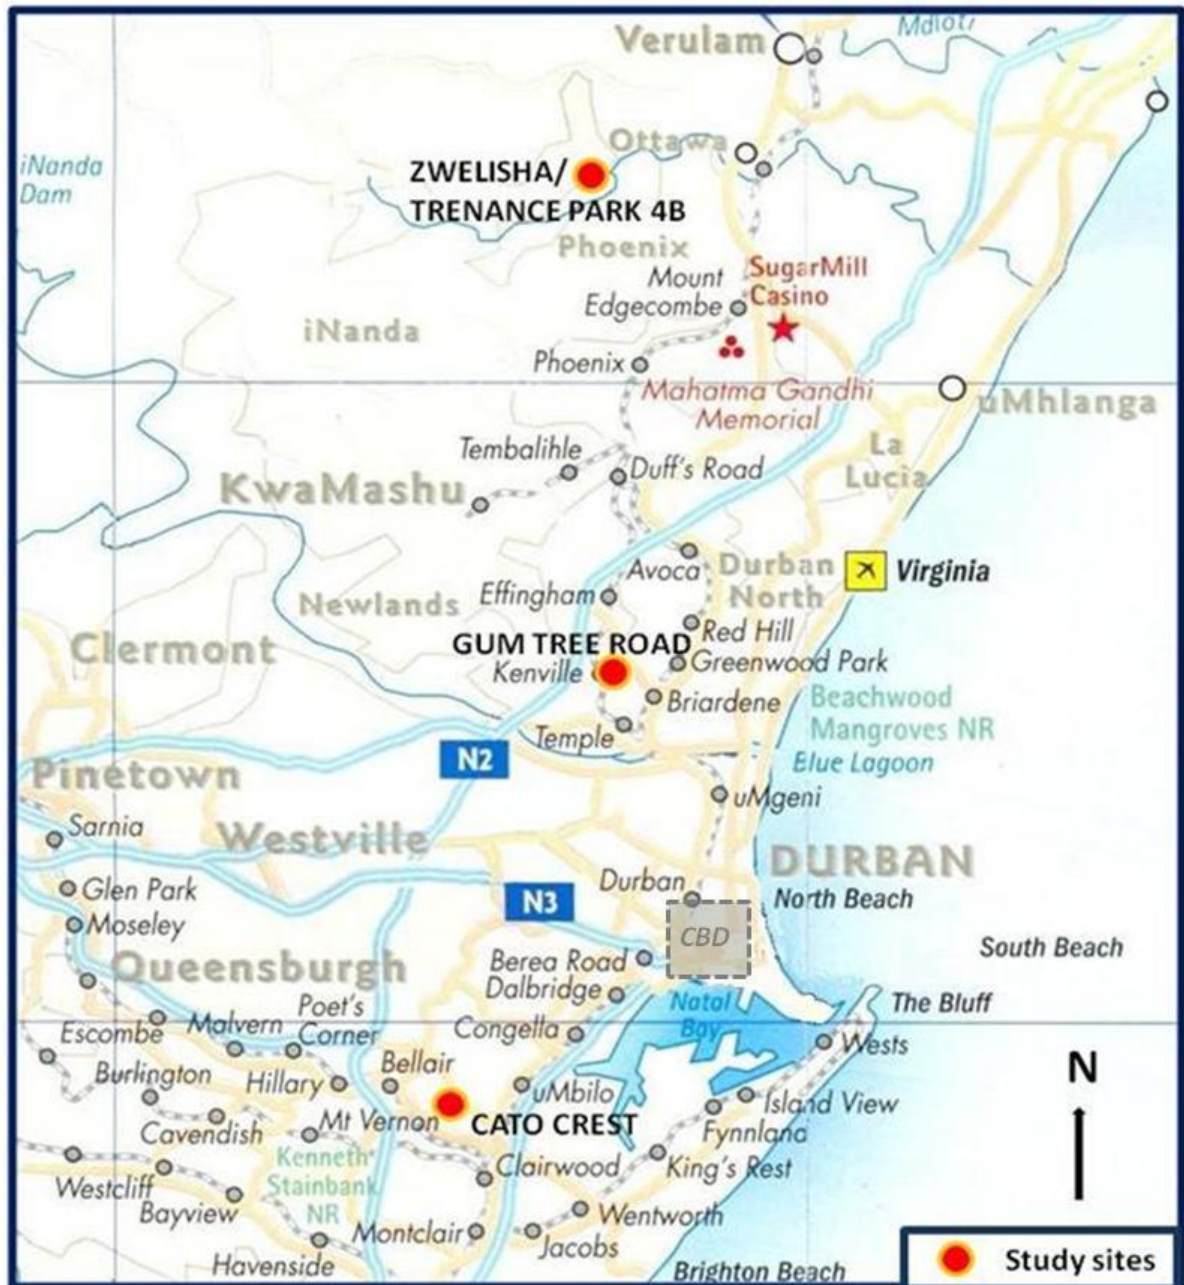 Mdloti
Verulam
Ottawa
iNanda
Dam
ZWELISHA/
TRENANCE PARK 4B
Phoenix
Mount
Edgecombe
SugarMill
Casino
iNanda
Phoenix
Mahatma Gandhi
Memorial
uMhlanga
La
Lucia
Tembalihle
Duff's Road
KwaMashu
Avoca
Durban
North
Virginia
Effingham
Newlands
Red Hill
Clermont
GUM TREE ROAD
Kenville
Greenwood Park
Briardene
Beachwood
Mangroves NR
Temple
N2
Blue Lagoon
Pinetown
uMgeni
Sarnia
Westville
DURBAN
Glen Park
Durban
N3
North Beach
Moseley
CBD
South Beach
Queensburgh
Berea Road
Dalbridge
Natal
Bay
The Bluff
Poet's
Corner
Escombe
Malvern
Congella
Wests
Bellair
Burlington
Hillary
uMbilo
N
Island View
Cavendish
Mt Vernon
CATO CREST
Fynnland
Kenneth
Stainbank
NR
Clairwood
King's Rest
Westcliff
Bayview
Wentworth
Montclair
Jacobs
Havenside
Brighton Beach
Study sites